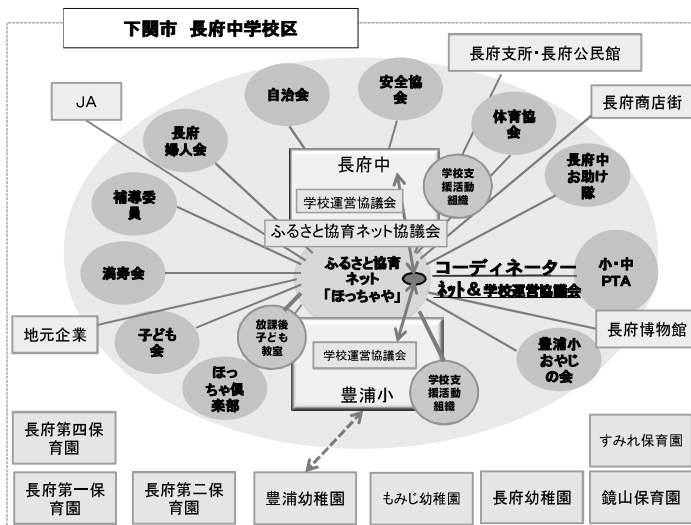 下関市 長府中学校区
長府支所・長府公民館
JA
自治会
安全協
会
体育協
会
長府商店街
長府
婦人会
長府中
学校支
援活動
組織
長府中
お助け
隊
補導委
員
学校運営協議会
ふるさと協育ネット協議会
満寿会
ふるさと協育
ネット
「ほっちゃや」
コーディネーター
ネット&学校運営協議会
小・中
PTA
地元企業
子ども
会
放課後
子ども
教室
学校運営協議会
長府博物館
豊浦小
おやじ
の会
ほっ
ちゃ倶
楽部
豊浦小
学校支
援活動
組織
長府第四保
育園
すみれ保育園
長府第一保
育園
長府第二保
育園
豊浦幼稚園
もみじ幼稚園
長府幼稚園
鏡山保育園